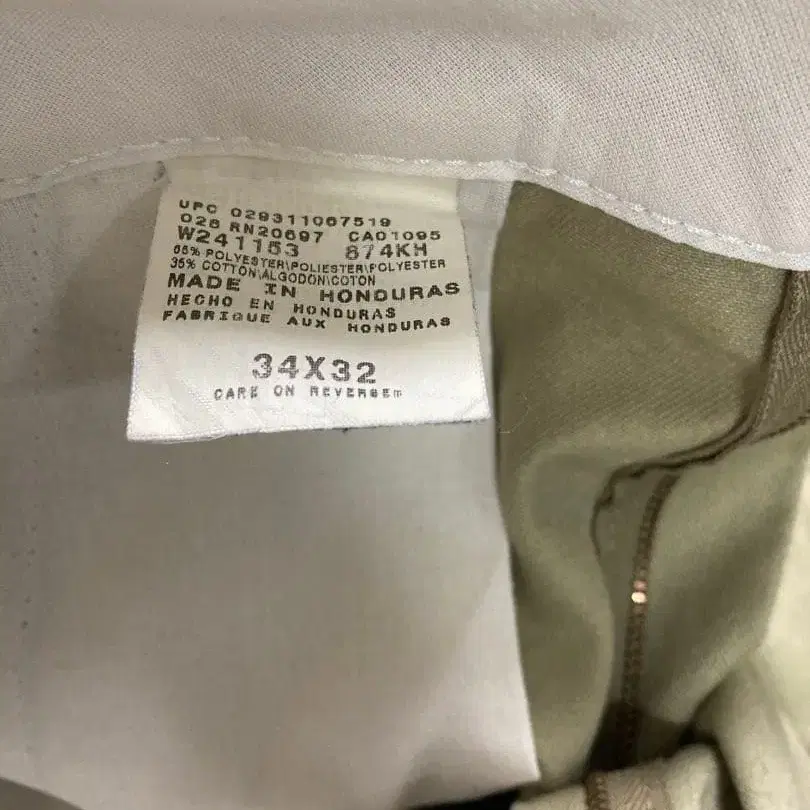 UPC 029311067519
028 RN20697 CA01095
W241153 874KH
65% POLYESTER\POLIESTER\POLYESTER
35% COTTON\ALGODON\COTON
MADE IN HONDURAS
HECHO EN HONDURAS
FABRIQUE AUX HONDURAS
34X32
CARE ON REVERSE